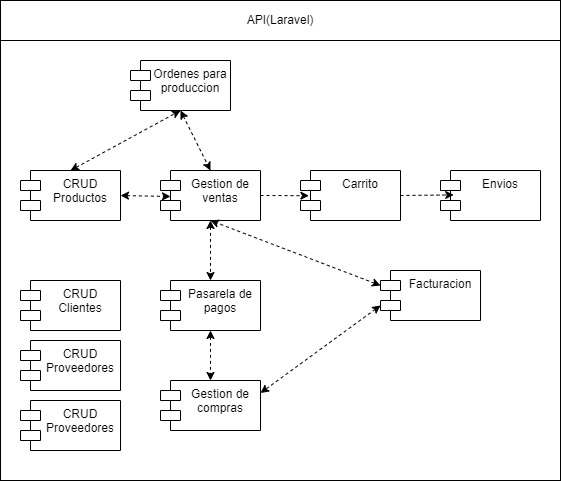 API(Laravel)
Ordenes para
produccion
CRUD
Productos
Gestion de
ventas
Carrito
Envios
CRUD
Clientes
Pasarela de
pagos
Facturacion
CRUD
Proveedores
Gestion de
compras
CRUD
Proveedores